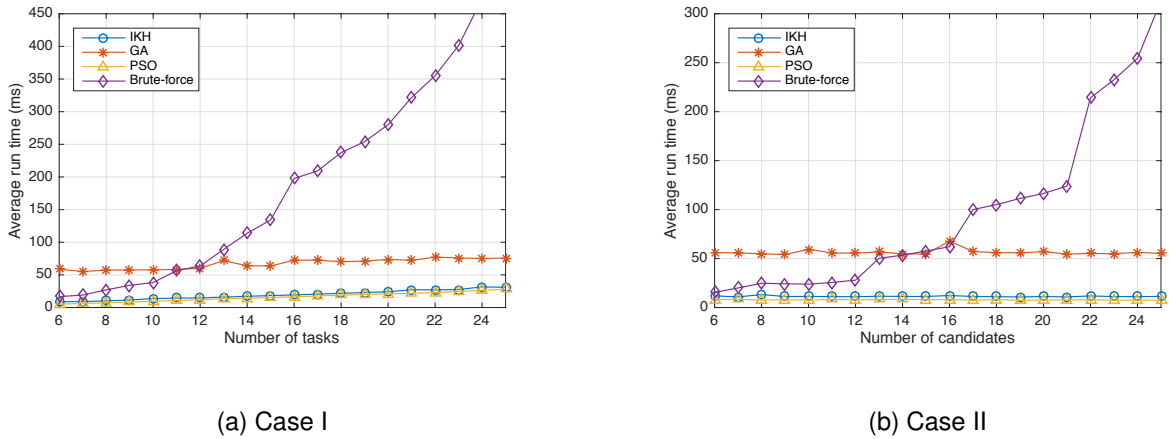 450
400
350
300
250
200
150
100
50
0
Average run time (ms)
IKH
GA
PSO
Brute-force
6 8 10 12 14 16 18 20 22 24
Number of tasks
(a) Case I
300
250
200
150
100
50
0
Average run time (ms)
IKH
GA
PSO
Brute-force
6 8 10 12 14 16 18 20 22 24
Number of candidates
(b) Case II